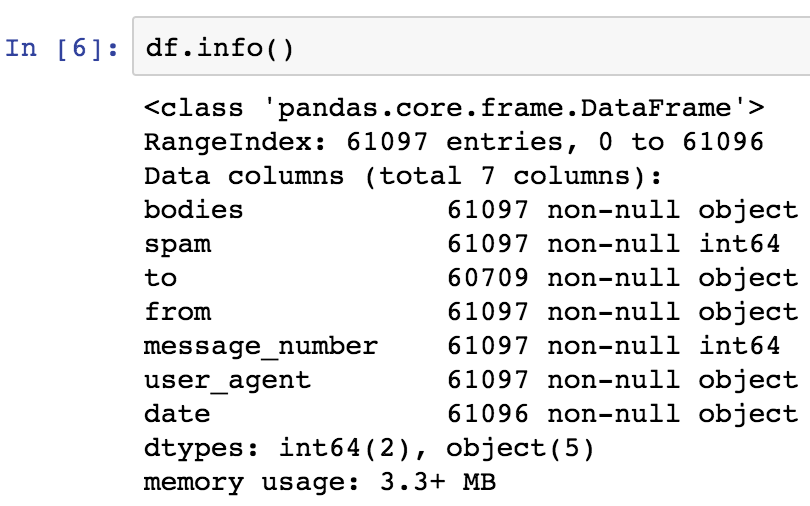 In [6]: df.info()
<class 'pandas.core.frame.DataFrame'>
RangeIndex: 61097 entries, 0 to 61096
Data columns (total 7 columns):
bodies            61097 non-null object
spam              61097 non-null int64
to                60709 non-null object
from              61097 non-null object
message_number    61097 non-null int64
user_agent        61097 non-null object
date              61096 non-null object
dtypes: int64(2), object(5)
memory usage: 3.3+ MB